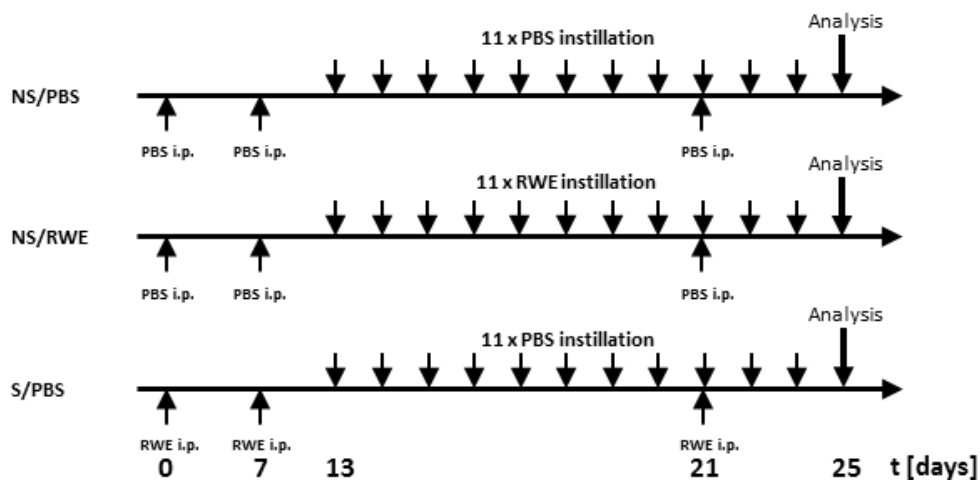 Analysis
11 x PBS instillation
NS/PBS
PBS i.p. PBS i.p. PBS i.p.
Analysis
11 x RWE instillation
NS/RWE
PBS i.p. PBS i.p. PBS i.p.
Analysis
11 x PBS instillation
S/PBS
RWE i.p. RWE i.p. RWE i.p.
0 7 13 21 25 t [days]